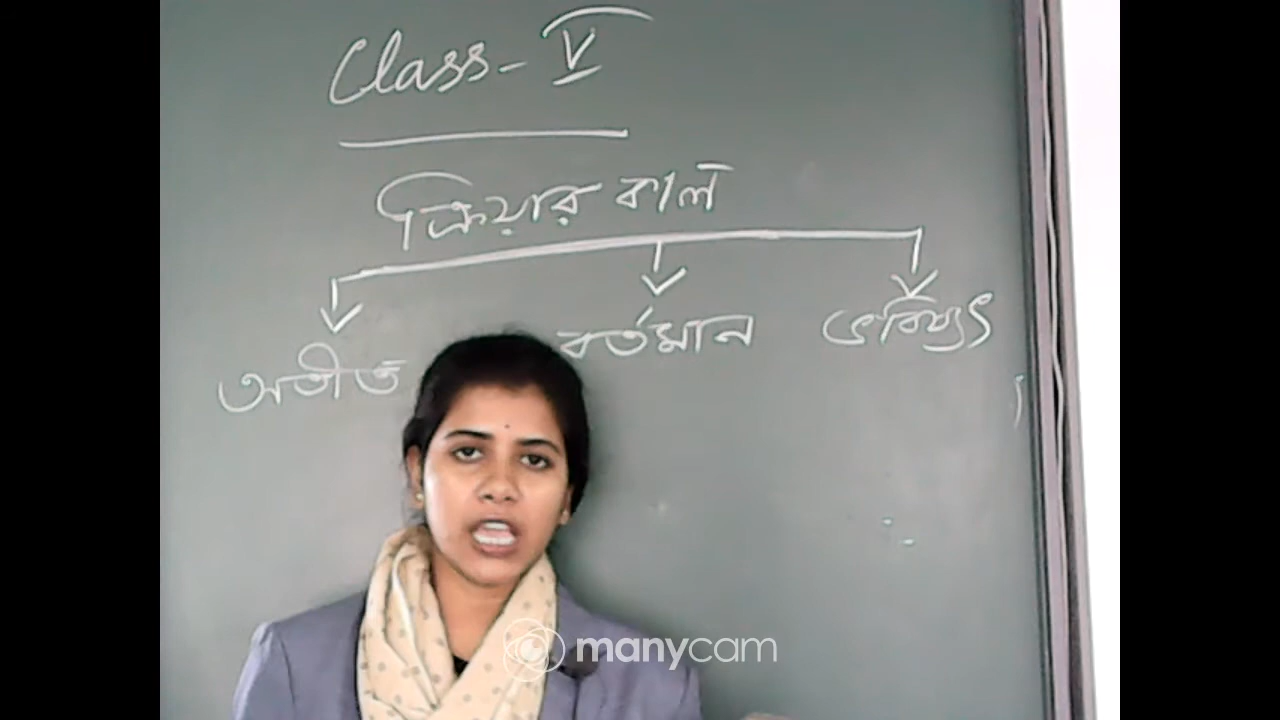 Class - V
ক্রিয়ার কাল
অতীত বর্তমান ভবিষ্যৎ
manycam